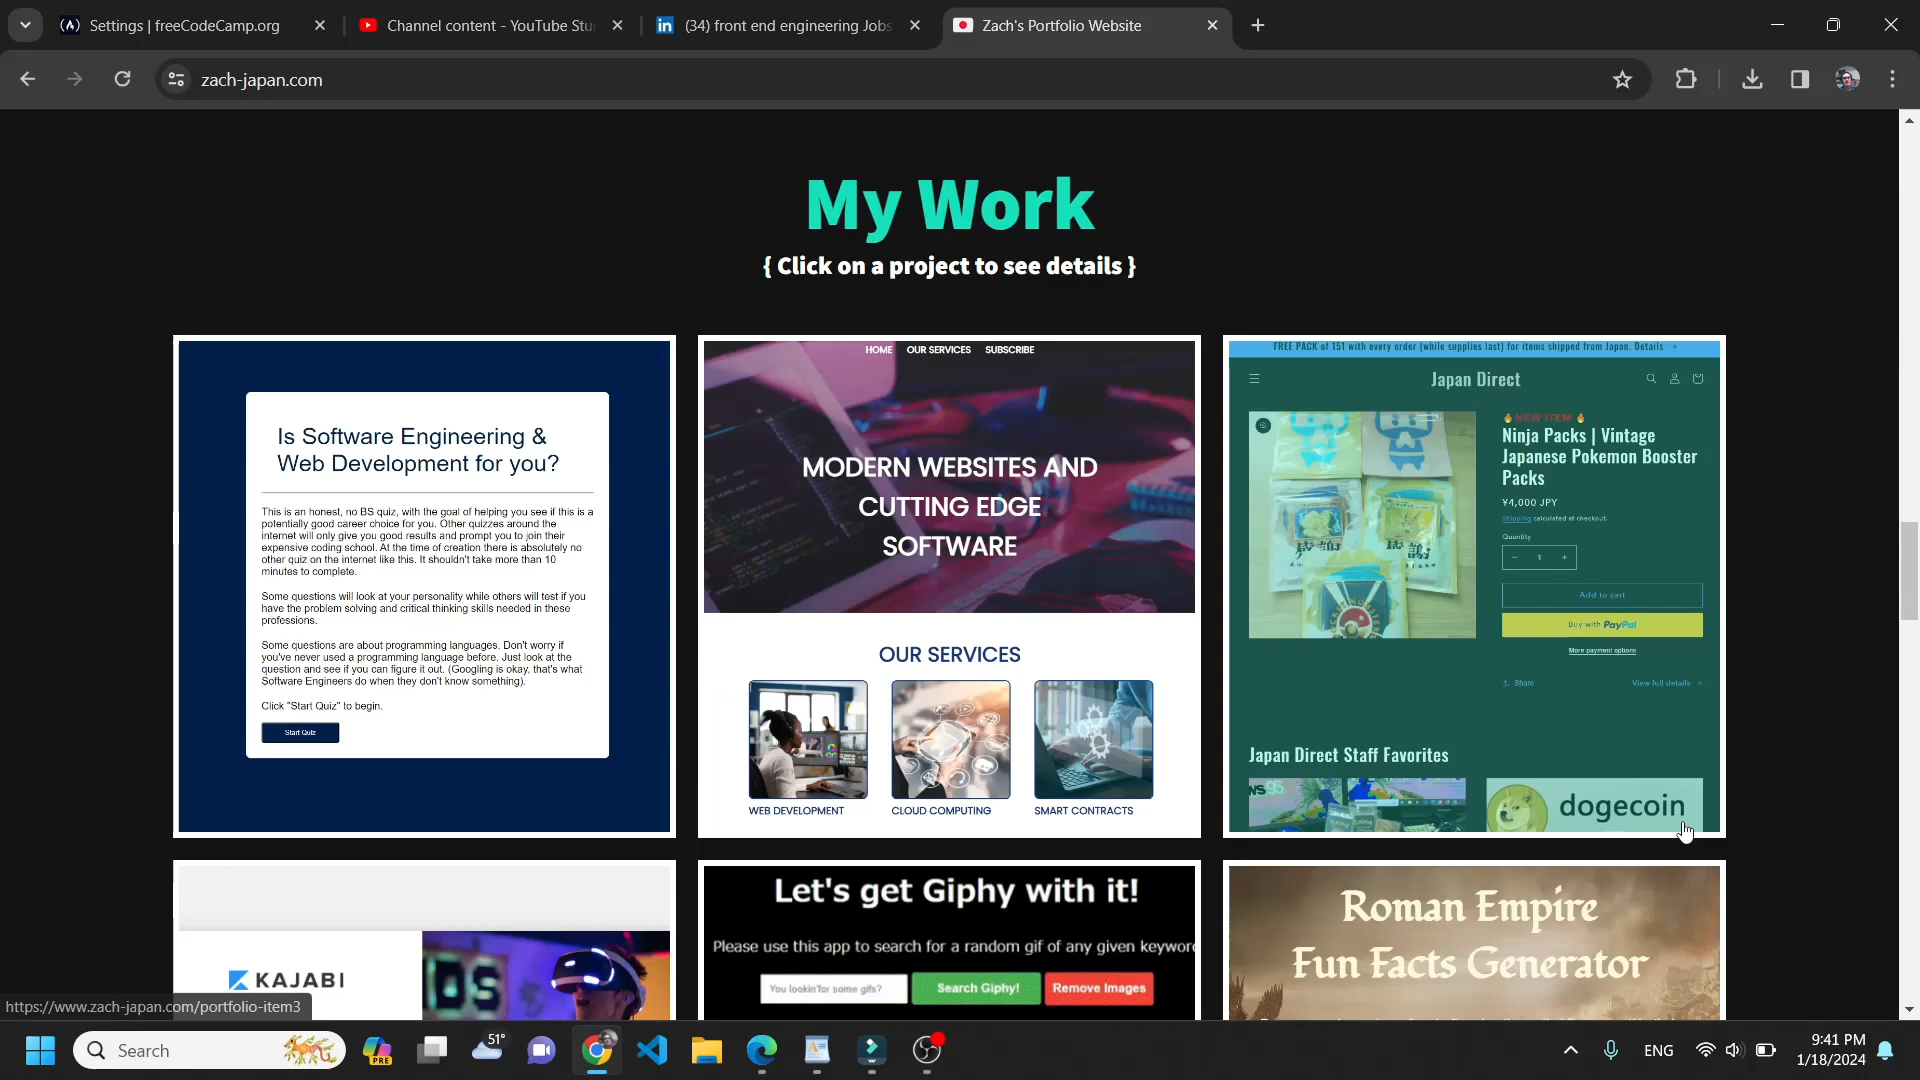 Settings | freeCodeCamp.org
Channel content - YouTube Stu
in
(34) front end engineering Jobs
Zach's Portfolio Website
zach-japan.com
My Work
{ Click on a project to see details }
Is Software Engineering &
Web Development for you?
This is an honest, no BS quiz, with the goal of helping you see if this is a
potentially good career choice for you. Other quizzes around the
internet will only give you good results and prompt you to join their
expensive coding school. At the time of creation there is absolutely no
other quiz on the internet like this. It shouldn't take more than 10
minutes to complete.
Some questions will look at your personality while others will test if you
have the problem solving and critical thinking skills needed in these
professions.
Some questions are about programming languages. Don't worry if
you've never used a programming language before. Just look at the
question and see if you can figure it out. (Googling is okay, that's what
Software Engineers do when they don't know something).
Click "Start Quiz" to begin.
Start Quiz
HOME OUR SERVICES SUBSCRIBE
MODERN WEBSITES AND
CUTTING EDGE
SOFTWARE
OUR SERVICES
WEB DEVELOPMENT
CLOUD COMPUTING
SMART CONTRACTS
FREE PACK of 151 with every order (while supplies last) for items shipped from Japan. Details →
Japan Direct
🔥 NEW ITEM 🔥
Ninja Packs | Vintage
Japanese Pokemon Booster
Packs
¥4,000 JPY
Shipping calculated at checkout.
Quantity
− 1 +
Add to cart
Buy with PayPal
More payment options
Share
View full details →
感謝
感謝
Japan Direct Staff Favorites
dogecoin
KAJABI
Let's get Giphy with it!
Please use this app to search for a random gif of any given keywor
You lookin'for some gifs?
Search Giphy!
Remove Images
Roman Empire
Fun Facts Generator
https://www.zach-japan.com/portfolio-item3
Search
PRE
51°
ENG
9:41 PM
1/18/2024